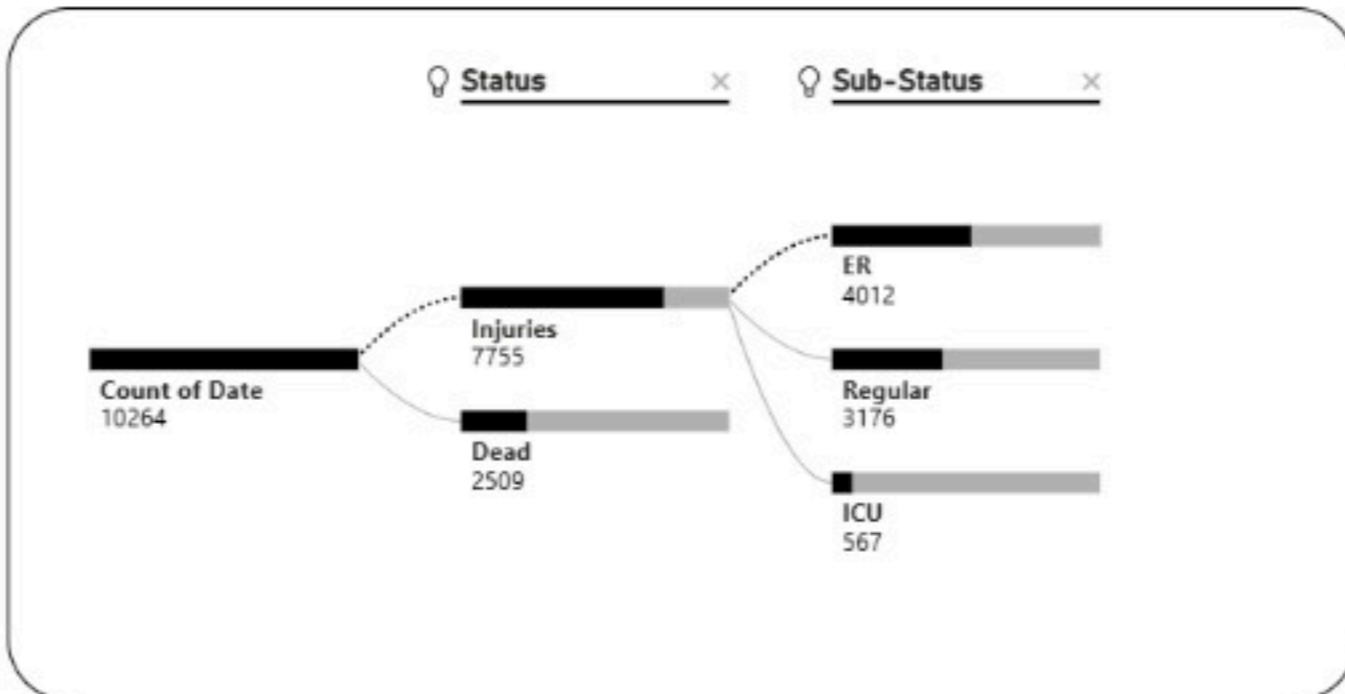 Status ×
Sub-Status ×
Count of Date
10264
Injuries
7755
Dead
2509
ER
4012
Regular
3176
ICU
567